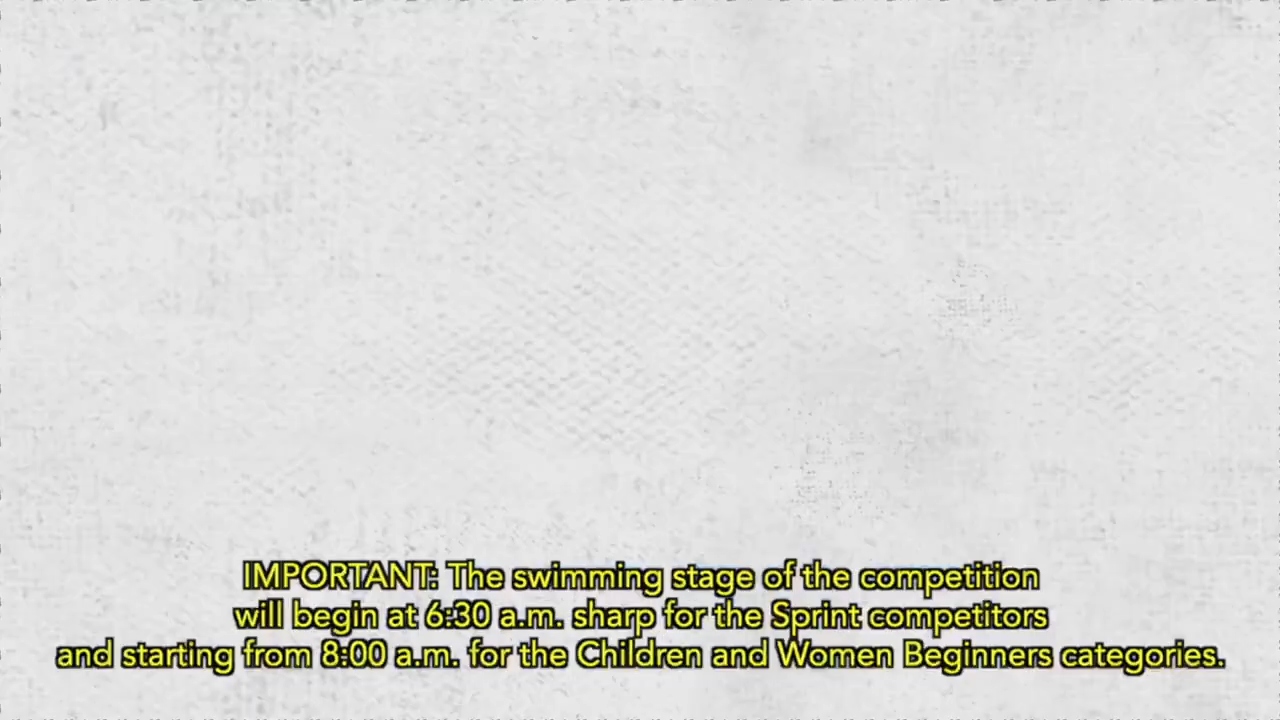 IMPORTANT: The swimming stage of the competition
will begin at 6:30 a.m. sharp for the Sprint competitors
and starting from 8:00 a.m. for the Children and Women Beginners categories.